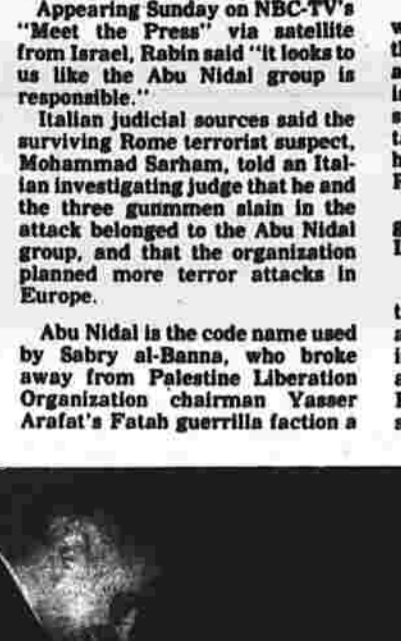 Appearing Sunday on NBC-TV's
"Meet the Press" via satellite
from Israel, Rabin said "it looks to
us like the Abu Nidal group is
responsible."
Italian judicial sources said the
surviving Rome terrorist suspect,
Mohammad Sarham, told an Ital-
ian investigating judge that he and
the three gunmmen slain in the
attack belonged to the Abu Nidal
group, and that the organization
planned more terror attacks in
Europe.
Abu Nidal is the code name used
by Sabry al-Banna, who broke
away from Palestine Liberation
Organization chairman Yasser
Arafat's Fatah guerrilla faction a